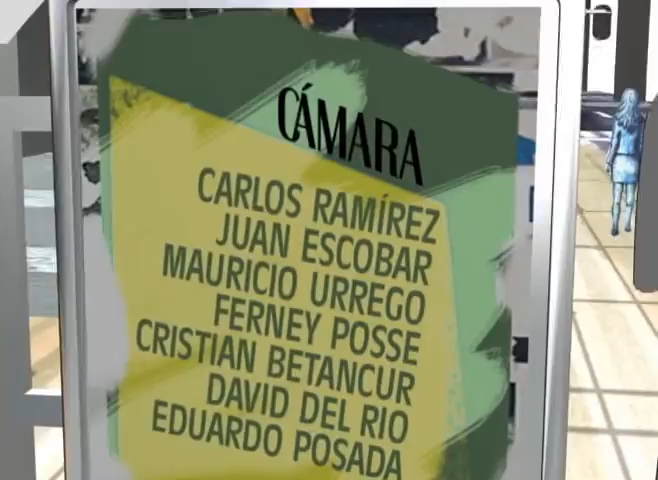 CÁMARA
CARLOS RAMÍREZ
JUAN ESCOBAR
MAURICIO URREGO
FERNEY POSSE
CRISTIAN BETANCUR
DAVID DEL RIO
EDUARDO POSADA